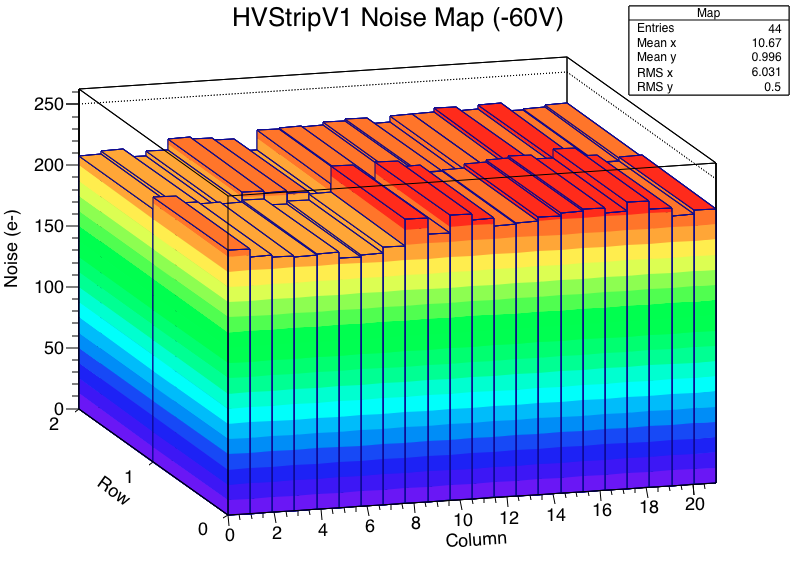 HVStripV1 Noise Map (-60V)
Map
Entries 44
Mean x 10.67
Mean y 0.996
RMS x 6.031
RMS y 0.5
Noise (e-)
250
200
150
100
50
0
2
1
0
Row
0 2 4 6 8 10 12 14 16 18 20
Column